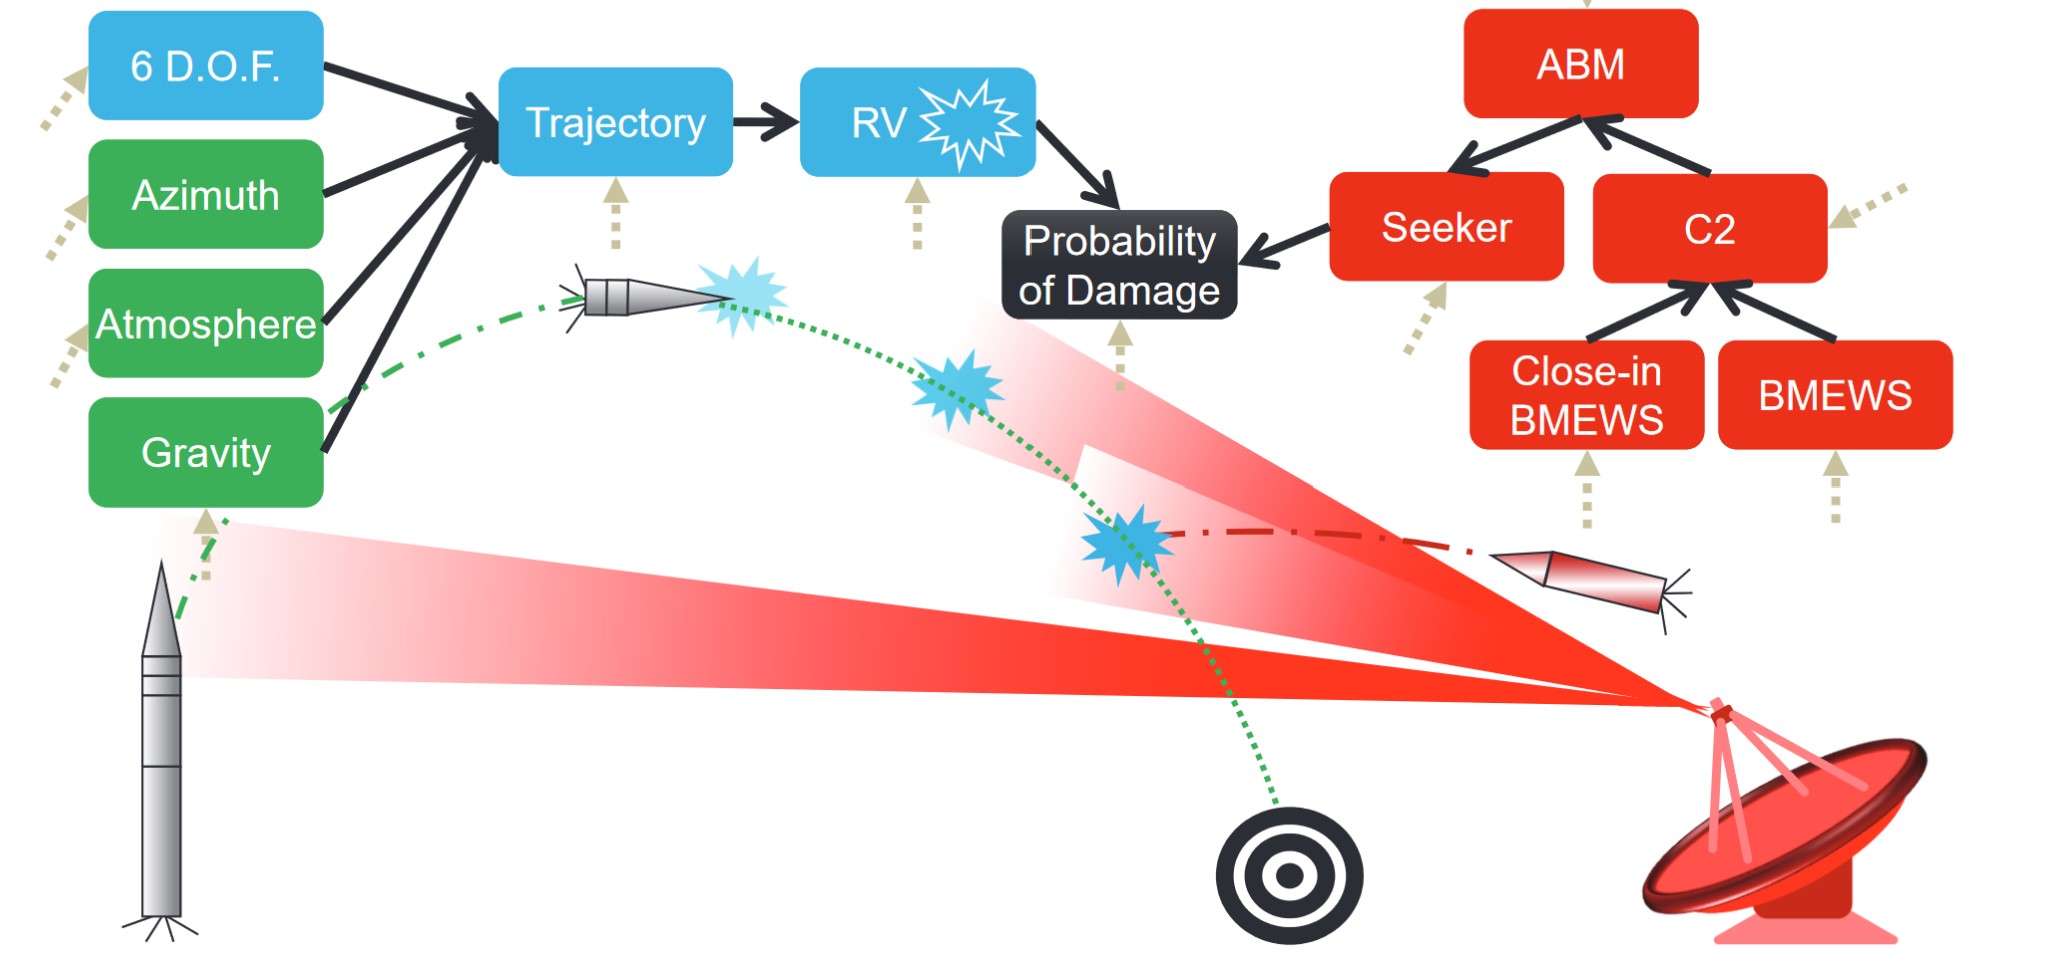 6 D.O.F.
Azimuth
Atmosphere
Gravity
Trajectory
RV
Probability
of Damage
ABM
Seeker
C2
Close-in
BMEWS
BMEWS